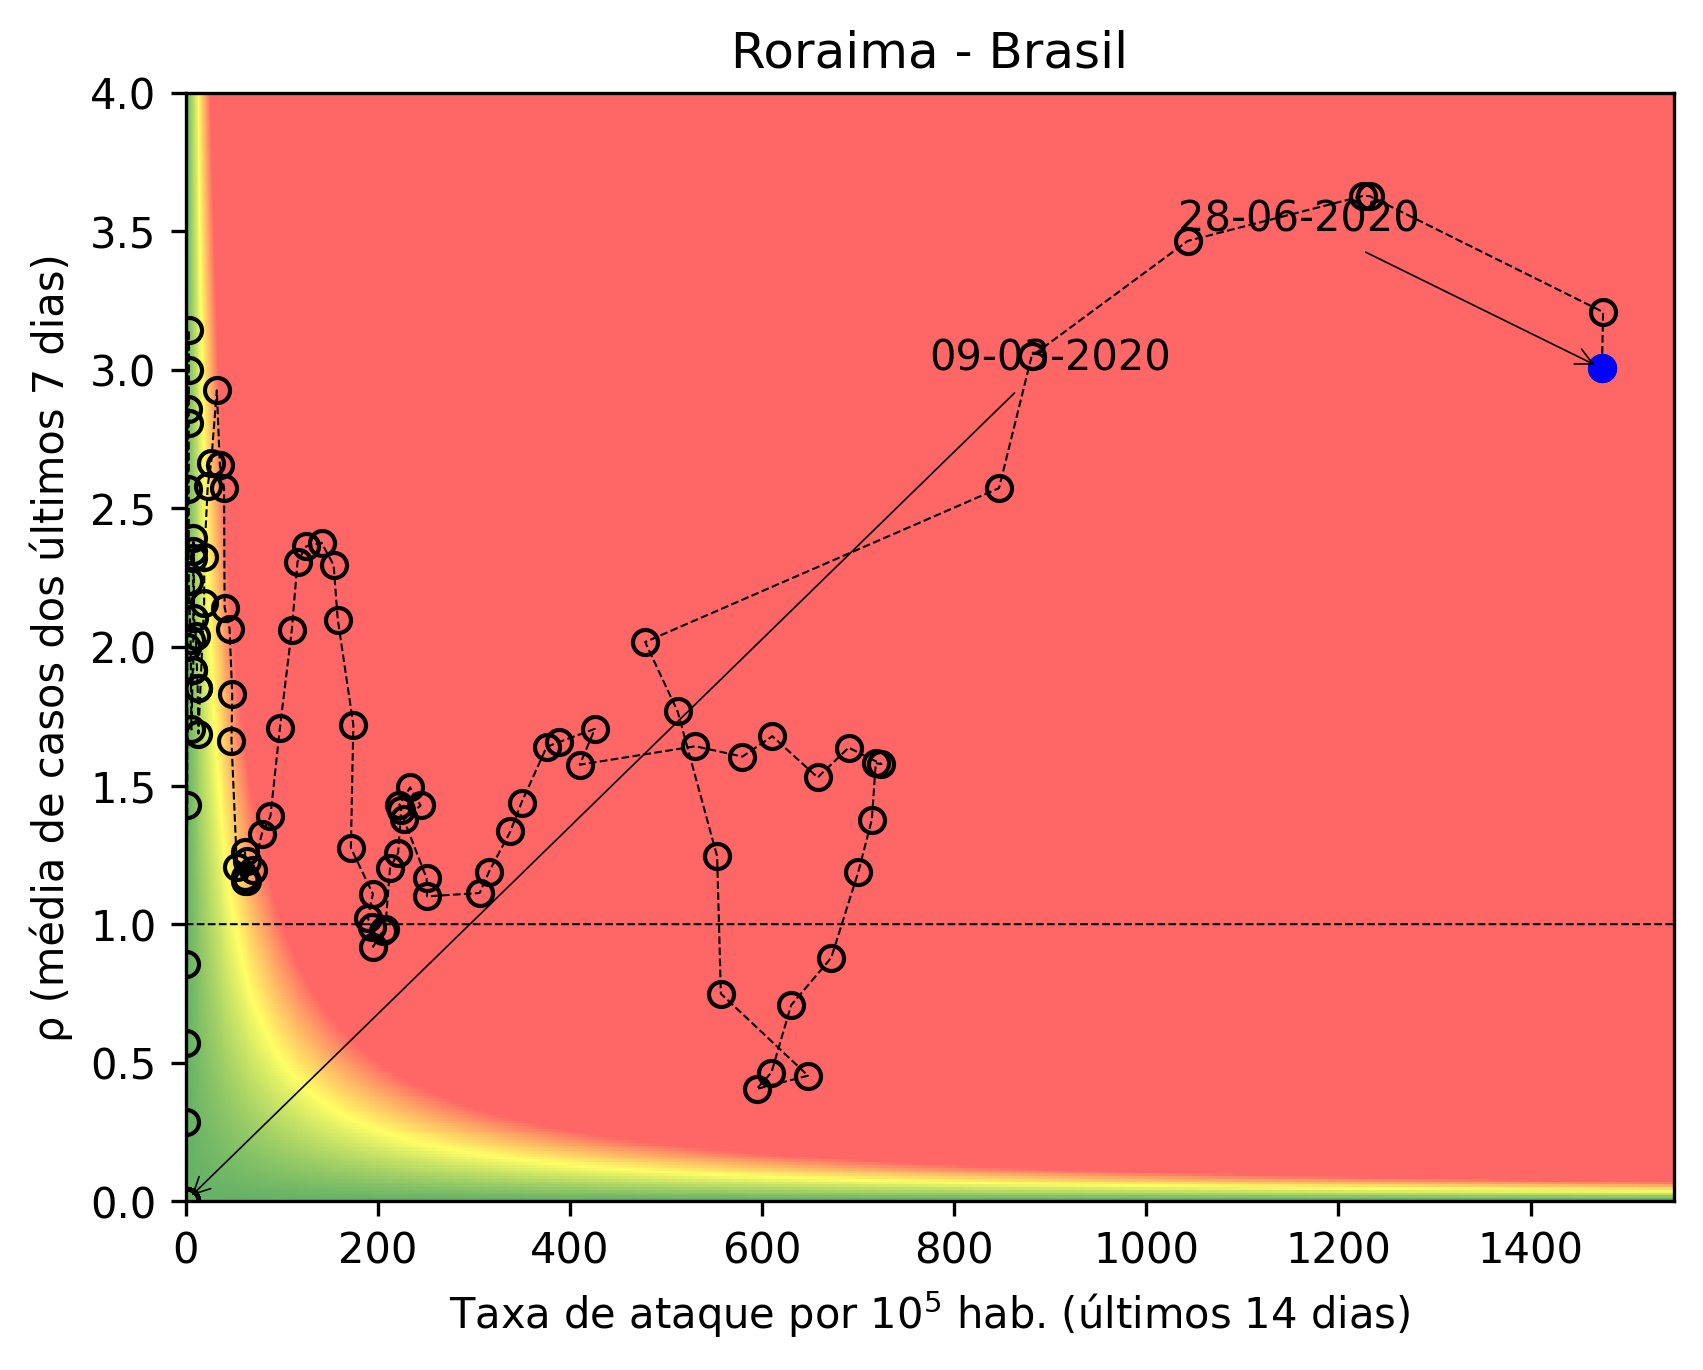 Roraima - Brasil
ρ (média de casos dos últimos 7 dias)
4.0
3.5
3.0
2.5
2.0
1.5
1.0
0.5
0.0
28-06-2020
09-03-2020
0 200 400 600 800 1000 1200 1400
Taxa de ataque por 10⁵ hab. (últimos 14 dias)